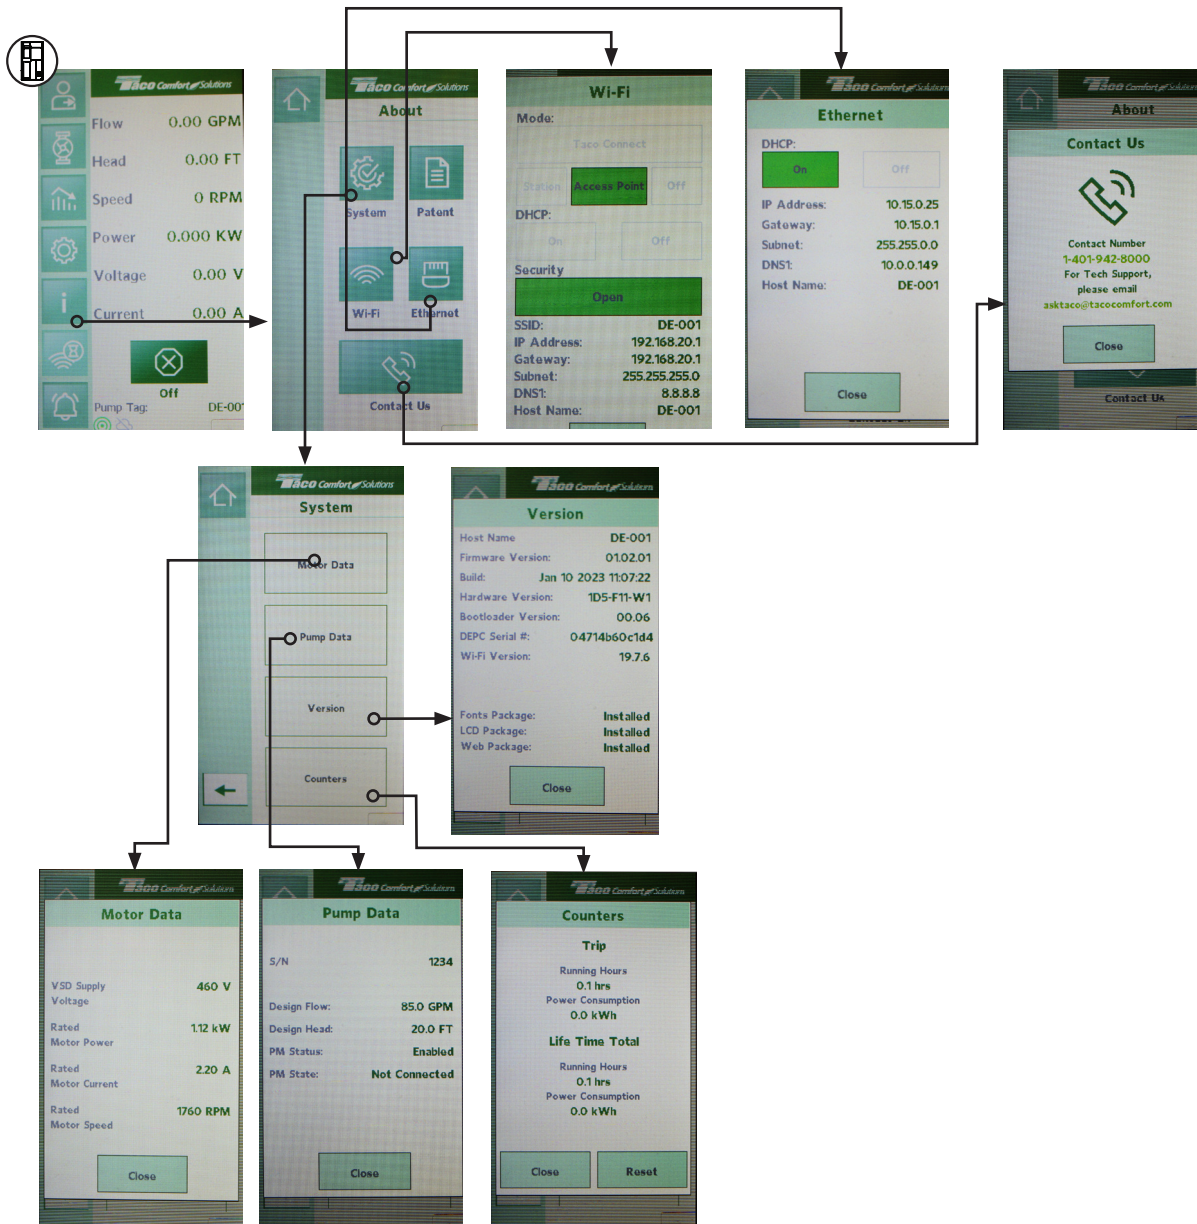 Taco Comfort Solutions
Flow 0.00 GPM
Head 0.00 FT
Speed 0 RPM
Power 0.000 KW
Voltage 0.00 V
Current 0.00 A
Off
Pump Tag: DE-001
Taco Comfort Solutions
About
System Patent
Wi-Fi Ethernet
Contact Us
Wi-Fi
Mode:
Taco Connect
Station Access Point Off
DHCP:
On Off
Security
Open
SSID: DE-001
IP Address: 192.168.20.1
Gateway: 192.168.20.1
Subnet: 255.255.255.0
DNS1: 8.8.8.8
Host Name: DE-001
Taco Comfort Solutions
Ethernet
DHCP:
On Off
IP Address: 10.15.0.25
Gateway: 10.15.0.1
Subnet: 255.255.0.0
DNS1: 10.0.0.149
Host Name: DE-001
Close
Taco Comfort Solutions
About
Contact Us
Contact Number
1-401-942-8000
For Tech Support,
please email
asktaco@tacocomfort.com
Close
Contact Us
Taco Comfort Solutions
System
Motor Data
Pump Data
Version
Counters
Taco Comfort Solutions
Version
Host Name DE-001
Firmware Version: 01.02.01
Build: Jan 10 2023 11:07:22
Hardware Version: 1D5-F11-W1
Bootloader Version: 00.06
DEPC Serial #: 04714b60c1d4
Wi-Fi Version: 19.7.6
Fonts Package: Installed
LCD Package: Installed
Web Package: Installed
Close
Taco Comfort Solutions
Motor Data
VSD Supply 460 V
Voltage
Rated 1.12 kW
Motor Power
Rated 2.20 A
Motor Current
Rated 1760 RPM
Motor Speed
Close
Taco Comfort Solutions
Pump Data
S/N 1234
Design Flow: 85.0 GPM
Design Head: 20.0 FT
PM Status: Enabled
PM State: Not Connected
Close
Taco Comfort Solutions
Counters
Trip
Running Hours
0.1 hrs
Power Consumption
0.0 kWh
Life Time Total
Running Hours
0.1 hrs
Power Consumption
0.0 kWh
Close Reset